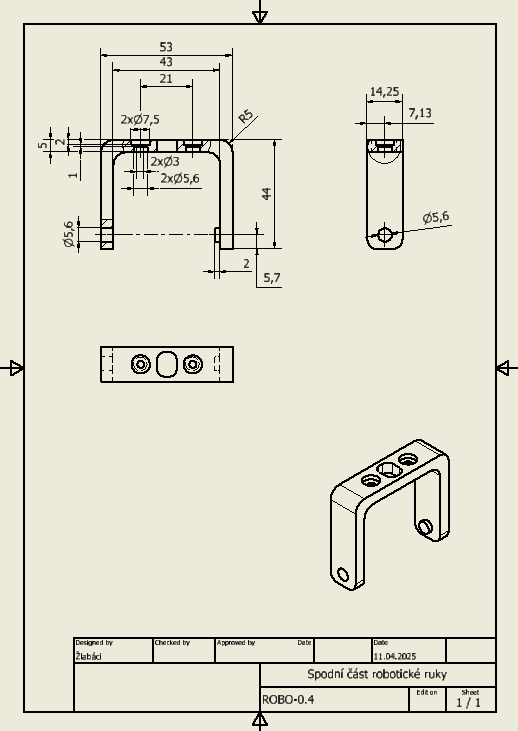 53
43
21
14,25
7,13
2xØ7,5
R5
5
2
1
2xØ3
2xØ5,6
44
Ø5,6
Ø5,6
2
5,7
Designed by
Checked by
Approved by
Date
Date
Žlabáci
11.04.2025
Spodní část robotické ruky
ROBO-0.4
Edition
Sheet
1 / 1